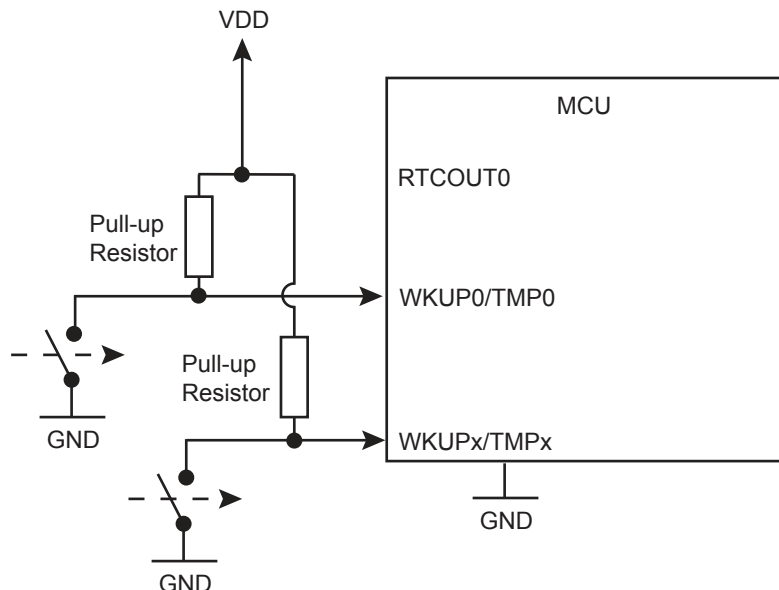 VDD
MCU
RTCOUT0
Pull-up
Resistor
WKUP0/TMP0
Pull-up
Resistor
GND
WKUPx/TMPx
GND
GND